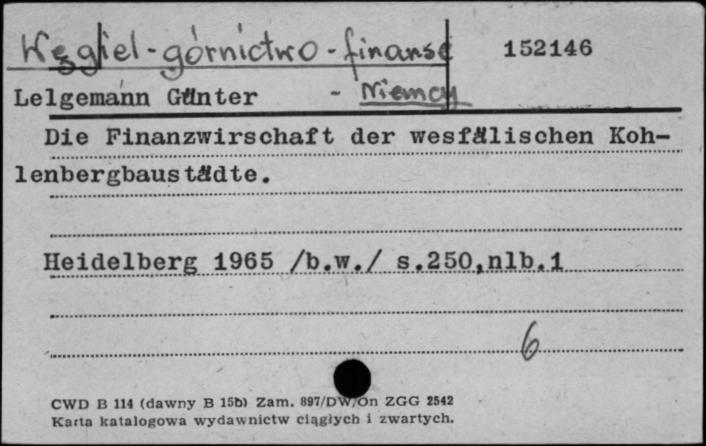 Węgiel - górnictwo - finanse 152146
Lelgemann Günter - Niemcy
Die Finanzwirschaft der wesfälischen Koh-
lenbergbaustädte.
Heidelberg 1965 /b.w./ s.250,nlb.1
6
CWD B 114 (dawny B 15b) Zam. 897/DW/On ZGG 2542
Karta katalogowa wydawnictw ciągłych i zwartych.